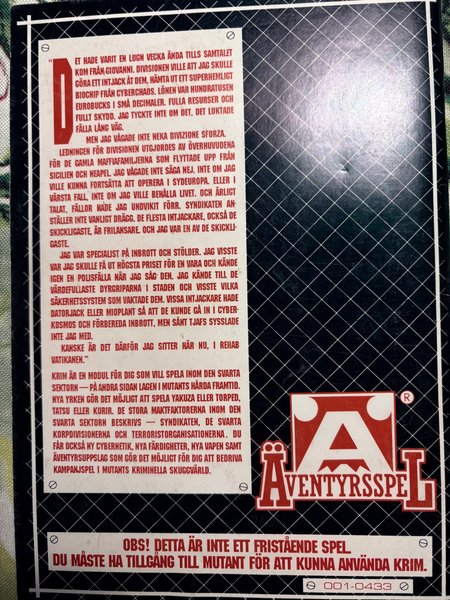 "DET HADE VARIT EN LUGN VECKA ÄNDA TILLS SAMTALET
KOM FRÅN GIOVANNI. DIVISIONEN VILLE ATT JAG SKULLE
GÖRA ETT INTJACK ÅT DEM, HÄMTA UT ETT SUPERHEMLIGT
BIOCHIP FRÅN CYBERCHAOS. LÖNEN VAR HUNDRATUSEN
EUROBUCKS I SMÅ DECIMALER. FULLA RESURSER OCH
FULLT SKYDD. JAG TYCKTE INTE OM DET, DET LUKTADE
FÄLLA LÅNG VÄG.
MEN JAG VÅGADE INTE NEKA DIVIZIONE SFORZA.
LEDNINGEN FÖR DIVISIONEN UTGJORDES AV ÖVERHUVUDENA
FÖR DE GAMLA MAFFIAFAMILJERNA SOM FLYTTADE UPP FRÅN
SICILIEN OCH NEAPEL. JAG VÅGADE INTE SÄGA NEJ. INTE OM JAG
VILLE KUNNA FORTSÄTTA ATT OPERERA I SYDEUROPA, ELLER I
VÄRSTA FALL, INTE OM JAG VILLE BEHÅLLA LIVET. OCH ÄRLIGT
TALAT, FÄLLOR HADE JAG UNDVIKIT FÖRR. SYNDIKATEN AN-
STÄLLER INTE VANLIGT DRÄGG. DE FLESTA INTJACKARE, OCKSÅ DE
SKICKLIGASTE, ÄR FRILANSARE, OCH JAG VAR EN AV DE SKICKLI-
GASTE.
JAG VAR SPECIALIST PÅ INBROTT OCH STÖLDER. JAG VISSTE
VAR JAG SKULLE FÅ UT HÖGSTA PRISET FÖR EN VARA OCH KÄNDE
IGEN EN POLISFÄLLA NÄR JAG SÅG DEN. JAG KÄNDE TILL DE
VÄRDEFULLASTE DYRGRIPARNA I STADEN OCH VISSTE VILKA
SÄKERHETSSYSTEM SOM VAKTADE DEM. VISSA INTJACKARE HADE
DATORJACK ELLER MIOPLANT SÅ ATT DE KUNDE GÅ IN I CYBER-
KOSMOS OCH FÖRBEREDA INBROTT, MEN SÅNT TJAFS SYSSLADE
INTE JAG MED.
KANSKE ÄR DET DÄRFÖR JAG SITTER HÄR NU, I REHAB
VATIKANEN."
KRIM ÄR EN MODUL FÖR DIG SOM VILL SPELA INOM DEN SVARTA
SEKTORN — PÅ ANDRA SIDAN LAGEN I MUTANTS HÅRDA FRAMTID.
NYA YRKEN GÖR DET MÖJLIGT ATT SPELA YAKUZA ELLER TORPED,
TATSU ELLER KURIR. DE STORA MAKTFAKTORERNA INOM DEN
SVARTA SEKTORN BESKRIVS — SYNDIKATEN, DE SVARTA
KORPDIVISIONERNA OCH TERRORISTORGANISATIONERNA. DU
FÅR OCKSÅ NY CYBERNETIK, NYA FÄRDIGHETER, NYA VAPEN SAMT
ÄVENTYRSUPPSLAG SOM GÖR DET MÖJLIGT FÖR DIG ATT BEDRIVA
KAMPANJSPEL I MUTANTS KRIMINELLA SKUGGVÄRLD.
Ä ®
ÄVENTYRSSPEL
OBS! DETTA ÄR INTE ETT FRISTÅENDE SPEL.
DU MÅSTE HA TILLGÅNG TILL MUTANT FÖR ATT KUNNA ANVÄNDA KRIM.
001-0433